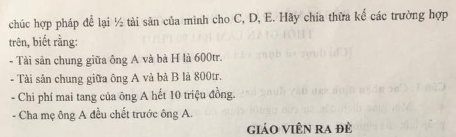 chúc hợp pháp để lại ½ tài sản của mình cho C, D, E. Hãy chia thừa kế các trường hợp
trên, biết rằng:
- Tài sản chung giữa ông A và bà H là 600tr.
- Tài sản chung giữa ông A và bà B là 800tr.
- Chi phí mai tang của ông A hết 10 triệu đồng.
- Cha mẹ ông A đều chết trước ông A.
GIÁO VIÊN RA ĐỀ